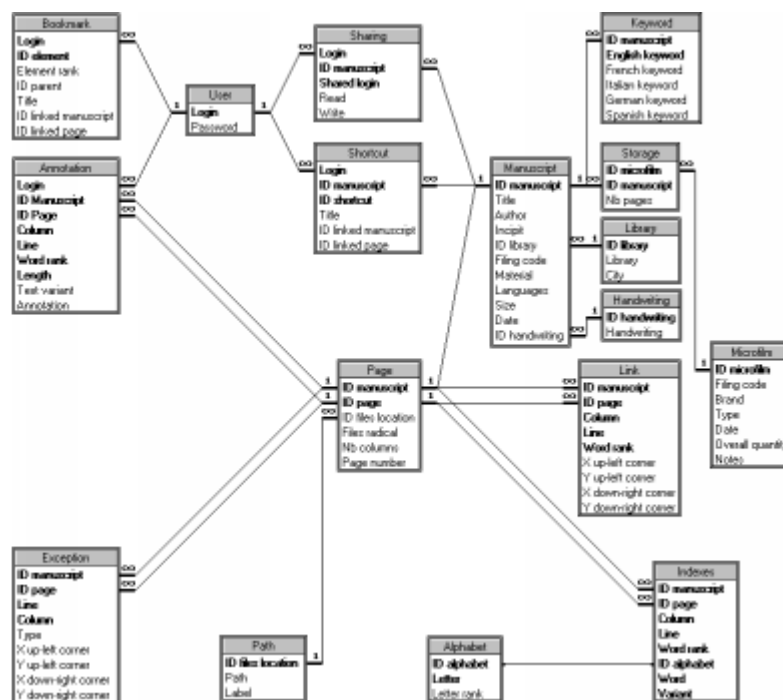 Bookmark
Login
ID element
Element rank
ID parent
Title
ID linked manuscript
ID linked page
User
Login
Password
Sharing
Login
ID manuscript
Shared login
Read
Write
Keyword
ID manuscript
English keyword
French keyword
Italian keyword
German keyword
Spanish keyword
Annotation
Login
ID Manuscript
ID Page
Column
Line
Word rank
Length
Text variant
Annotation
Shortcut
Login
ID manuscript
ID shortcut
Title
ID linked manuscript
ID linked page
Manuscript
ID manuscript
Title
Author
Incipit
ID library
Filing code
Material
Languages
Size
Date
ID handwriting
Storage
ID microfilm
ID manuscript
Nb pages
Library
ID library
Library
City
Handwriting
ID handwriting
Handwriting
Microfilm
ID microfilm
Filing code
Brand
Type
Date
Overall quantity
Notes
Page
ID manuscript
ID page
ID files location
Files radical
Nb columns
Page number
Link
ID manuscript
ID page
Column
Line
Word rank
X up-left corner
Y up-left corner
X down-right corner
Y down-right corner
Exception
ID manuscript
ID page
Line
Column
Type
X up-left corner
Y up-left corner
X down-right corner
Y down-right corner
Path
ID files location
Path
Label
Alphabet
ID alphabet
Letter
Letter rank
Indexes
ID manuscript
ID page
Column
Line
Word rank
ID alphabet
Word
Variant
1
∞